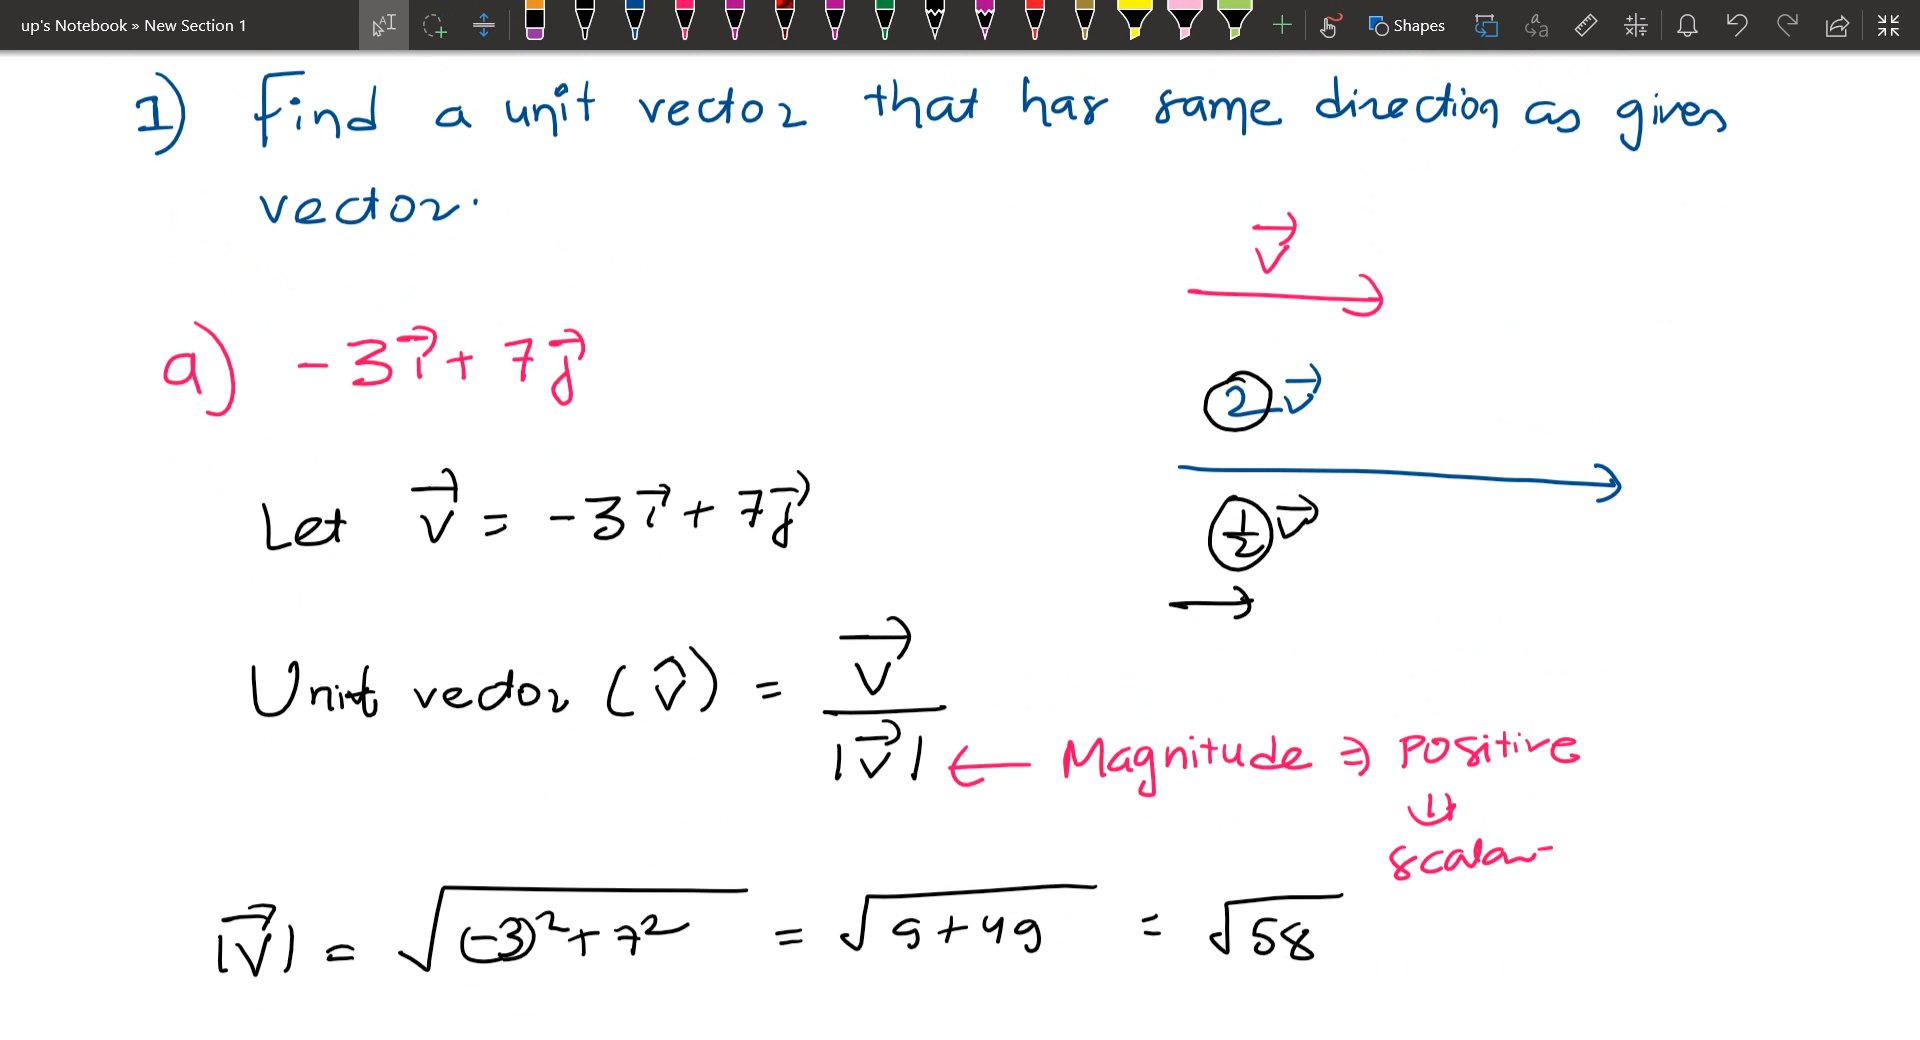 up's Notebook » New Section 1
Shapes
1) Find a unit vector that has same direction as given
vector.
a) -3i⃗ + 7j⃗
Let v⃗ = -3i⃗ + 7j⃗
Unit vector (v̂) = v⃗ / |v⃗| ← Magnitude ⇒ Positive
⇓
scalar
|v⃗| = √((-3)² + 7²) = √(9+49) = √58
v⃗
2v⃗
½v⃗